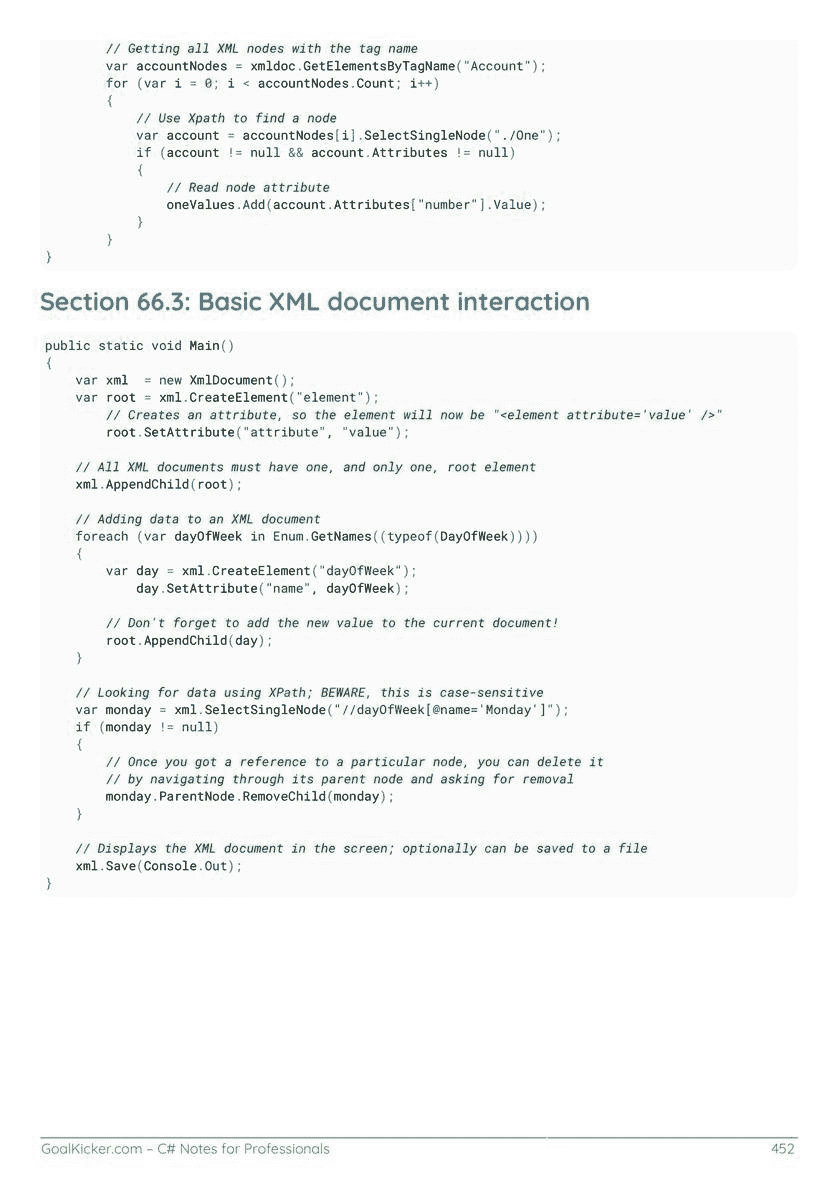 // Getting all XML nodes with the tag name
        var accountNodes = xmldoc.GetElementsByTagName("Account");
        for (var i = 0; i < accountNodes.Count; i++)
        {
            // Use Xpath to find a node
            var account = accountNodes[i].SelectSingleNode("./One");
            if (account != null && account.Attributes != null)
            {
                // Read node attribute
                oneValues.Add(account.Attributes["number"].Value);
            }
        }
}
Section 66.3: Basic XML document interaction
public static void Main()
{
    var xml  = new XmlDocument();
    var root = xml.CreateElement("element");
        // Creates an attribute, so the element will now be "<element attribute='value' />"
        root.SetAttribute("attribute", "value");

    // All XML documents must have one, and only one, root element
    xml.AppendChild(root);

    // Adding data to an XML document
    foreach (var dayOfWeek in Enum.GetNames((typeof(DayOfWeek))))
    {
        var day = xml.CreateElement("dayOfWeek");
            day.SetAttribute("name", dayOfWeek);

        // Don't forget to add the new value to the current document!
        root.AppendChild(day);
    }

    // Looking for data using XPath; BEWARE, this is case-sensitive
    var monday = xml.SelectSingleNode("//dayOfWeek[@name='Monday']");
    if (monday != null)
    {
        // Once you got a reference to a particular node, you can delete it
        // by navigating through its parent node and asking for removal
        monday.ParentNode.RemoveChild(monday);
    }

    // Displays the XML document in the screen; optionally can be saved to a file
    xml.Save(Console.Out);
}
GoalKicker.com – C# Notes for Professionals 452